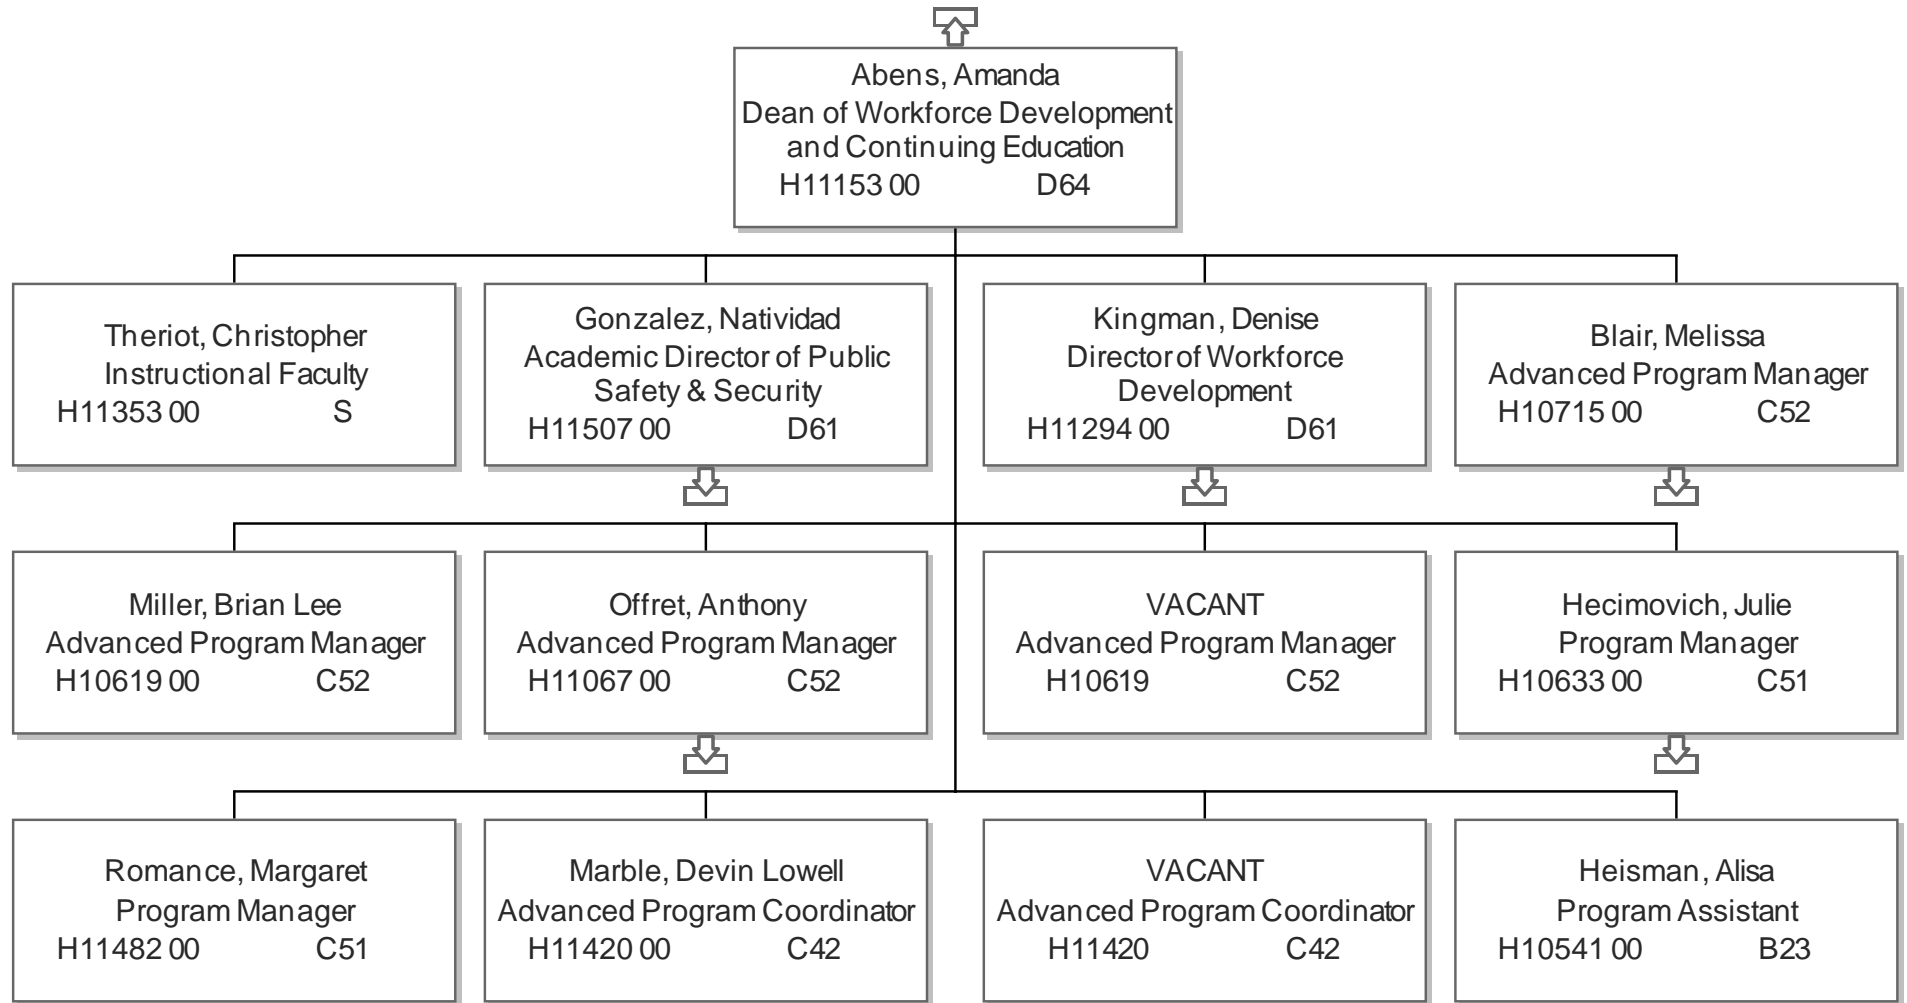 Abens, Amanda
Dean of Workforce Development
and Continuing Education
H11153 00 D64
Theriot, Christopher
Instructional Faculty
H11353 00 S
Gonzalez, Natividad
Academic Director of Public
Safety & Security
H11507 00 D61
Kingman, Denise
Director of Workforce
Development
H11294 00 D61
Blair, Melissa
Advanced Program Manager
H10715 00 C52
Miller, Brian Lee
Advanced Program Manager
H10619 00 C52
Offret, Anthony
Advanced Program Manager
H11067 00 C52
VACANT
Advanced Program Manager
H10619 C52
Hecimovich, Julie
Program Manager
H10633 00 C51
Romance, Margaret
Program Manager
H11482 00 C51
Marble, Devin Lowell
Advanced Program Coordinator
H11420 00 C42
VACANT
Advanced Program Coordinator
H11420 C42
Heisman, Alisa
Program Assistant
H10541 00 B23